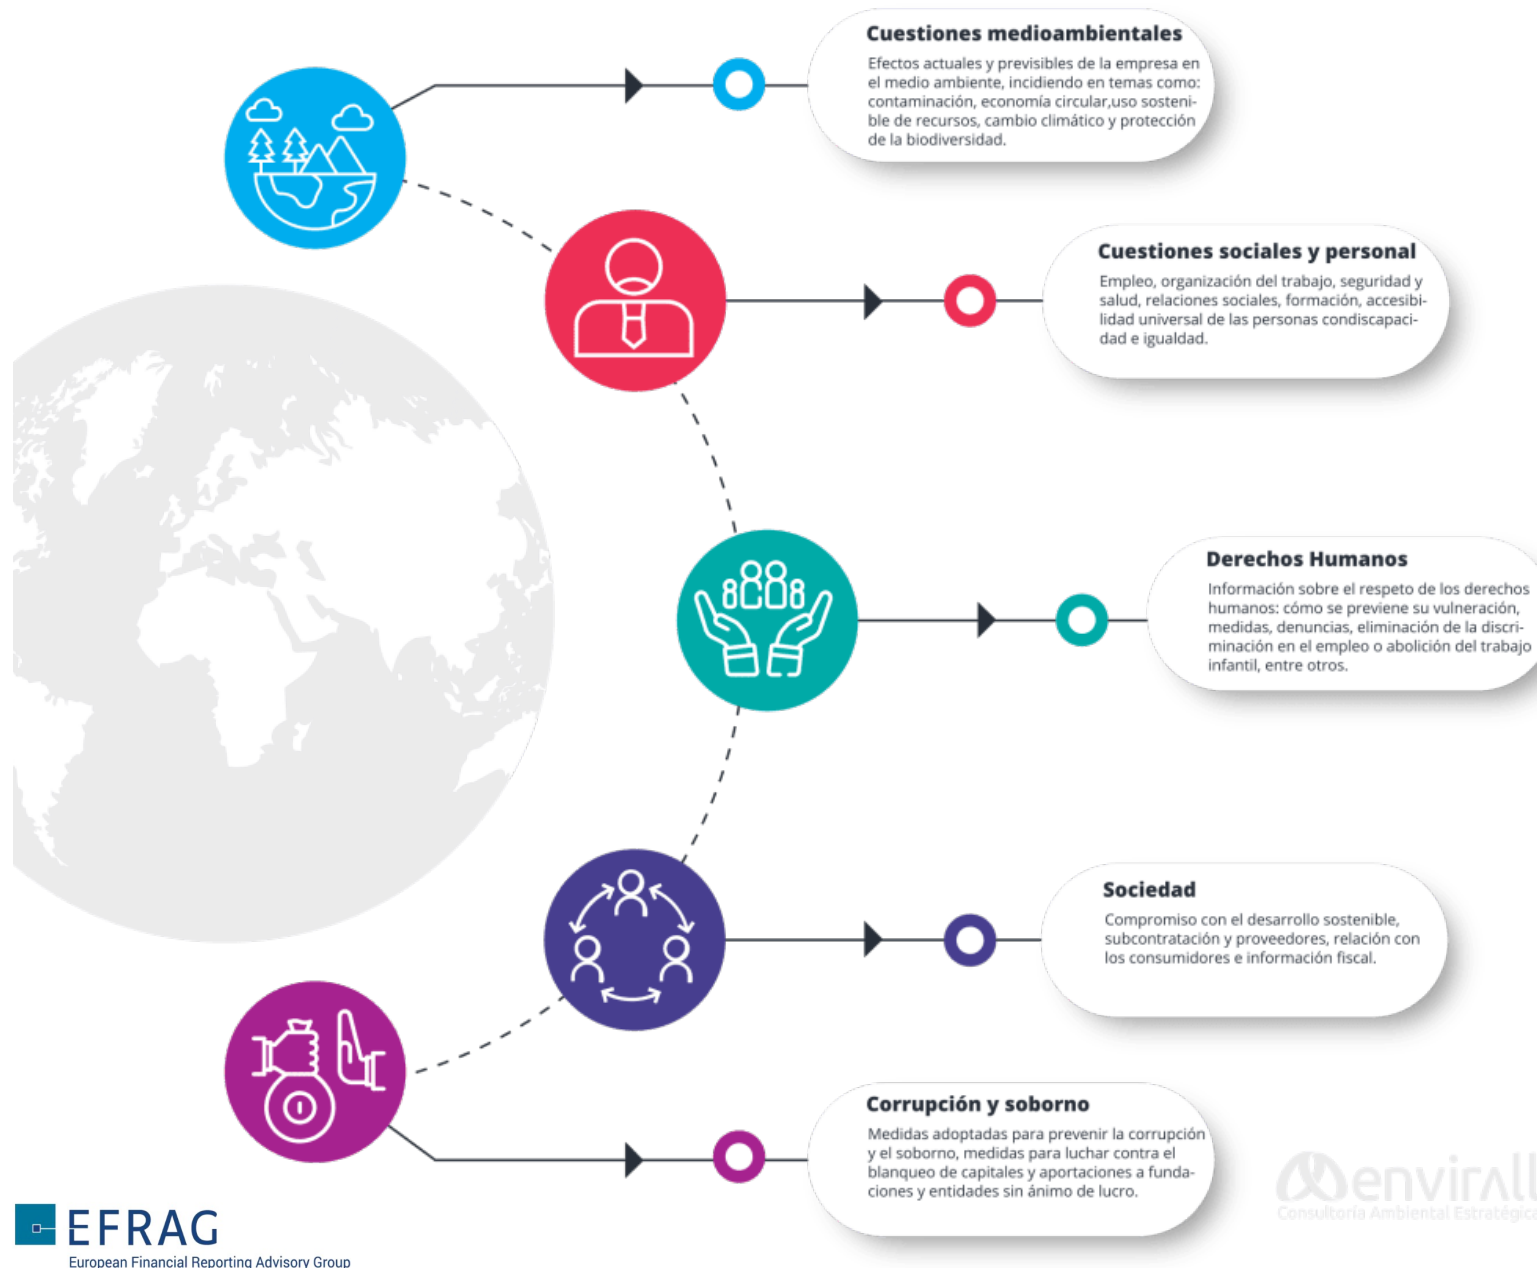 Cuestiones medioambientales
Efectos actuales y previsibles de la empresa en
el medio ambiente, incidiendo en temas como:
contaminación, economía circular,uso sosteni-
ble de recursos, cambio climático y protección
de la biodiversidad.
Cuestiones sociales y personal
Empleo, organización del trabajo, seguridad y
salud, relaciones sociales, formación, accesibi-
lidad universal de las personas condiscapaci-
dad e igualdad.
Derechos Humanos
Información sobre el respeto de los derechos
humanos: cómo se previene su vulneración,
medidas, denuncias, eliminación de la discri-
minación en el empleo o abolición del trabajo
infantil, entre otros.
Sociedad
Compromiso con el desarrollo sostenible,
subcontratación y proveedores, relación con
los consumidores e información fiscal.
Corrupción y soborno
Medidas adoptadas para prevenir la corrupción
y el soborno, medidas para luchar contra el
blanqueo de capitales y aportaciones a funda-
ciones y entidades sin ánimo de lucro.
envirall
Consultoría Ambiental Estratégica
EFRAG
European Financial Reporting Advisory Group